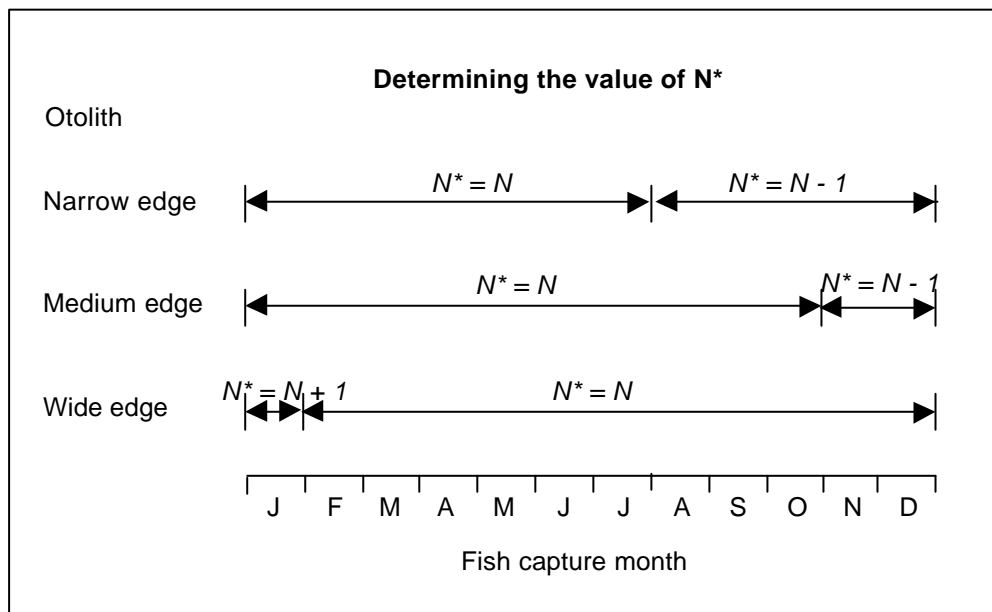 Determining the value of N*
Otolith
Narrow edge
N* = N
N* = N - 1
Medium edge
N* = N
N* = N - 1
Wide edge
N* = N + 1
N* = N
J F M A M J J A S O N D
Fish capture month